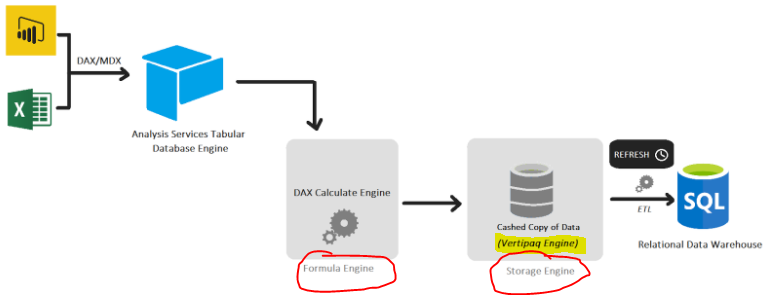 DAX/MDX
X
Analysis Services Tabular
Database Engine
DAX Calculate Engine
Formula Engine
Cashed Copy of Data
(Vertipaq Engine)
Storage Engine
REFRESH
ETL
SQL
Relational Data Warehouse